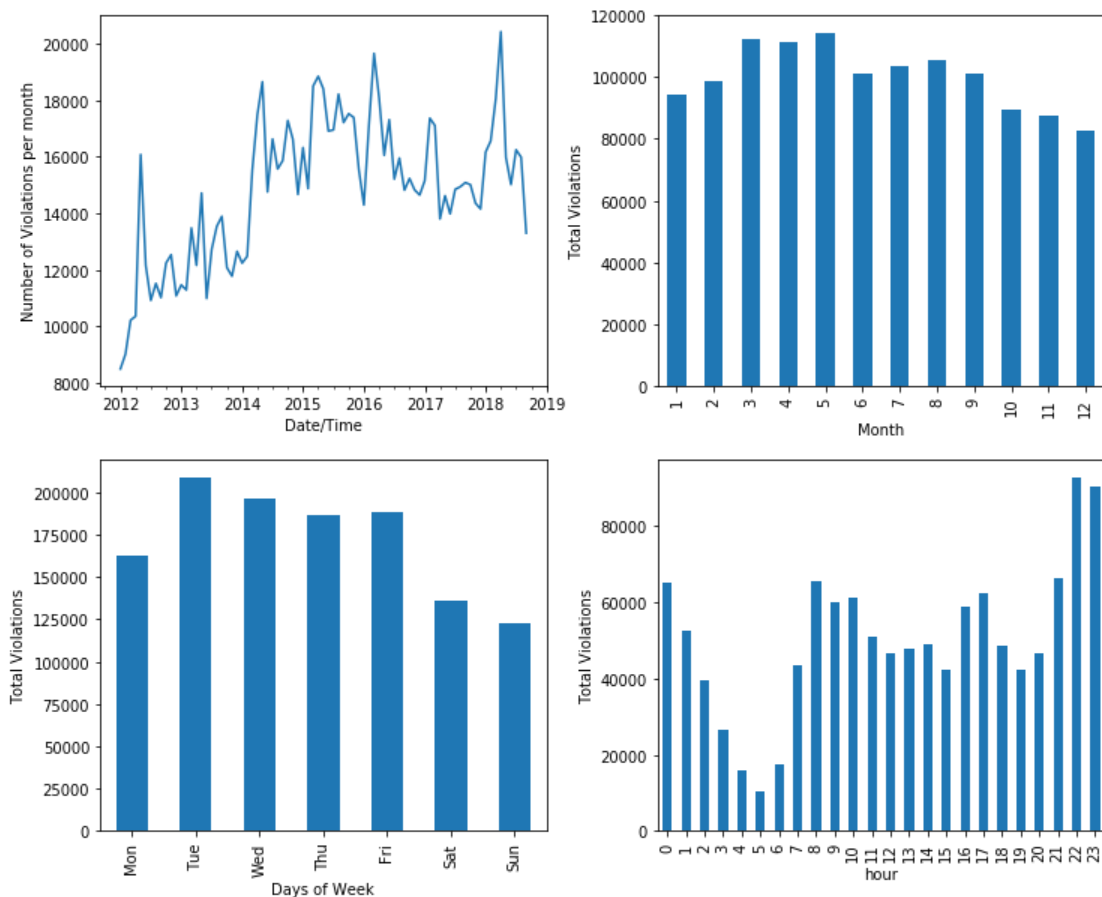 Number of Violations per month
20000
18000
16000
14000
12000
10000
8000
2012 2013 2014 2015 2016 2017 2018 2019
Date/Time
Total Violations
120000
100000
80000
60000
40000
20000
0
1 2 3 4 5 6 7 8 9 10 11 12
Month
Total Violations
200000
175000
150000
125000
100000
75000
50000
25000
0
Mon Tue Wed Thu Fri Sat Sun
Days of Week
Total Violations
80000
60000
40000
20000
0
0 1 2 3 4 5 6 7 8 9 10 11 12 13 14 15 16 17 18 19 20 21 22 23
hour